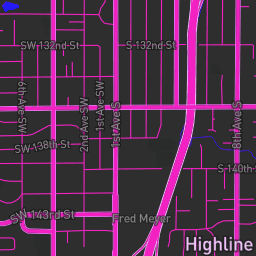 SW 132nd St
S 132nd St
6th Ave SW
2nd Ave SW
1st Ave SW
1st Ave S
8th Ave S
SW 138th St
S 140th
SW 143rd St
Fred Meyer
Highline